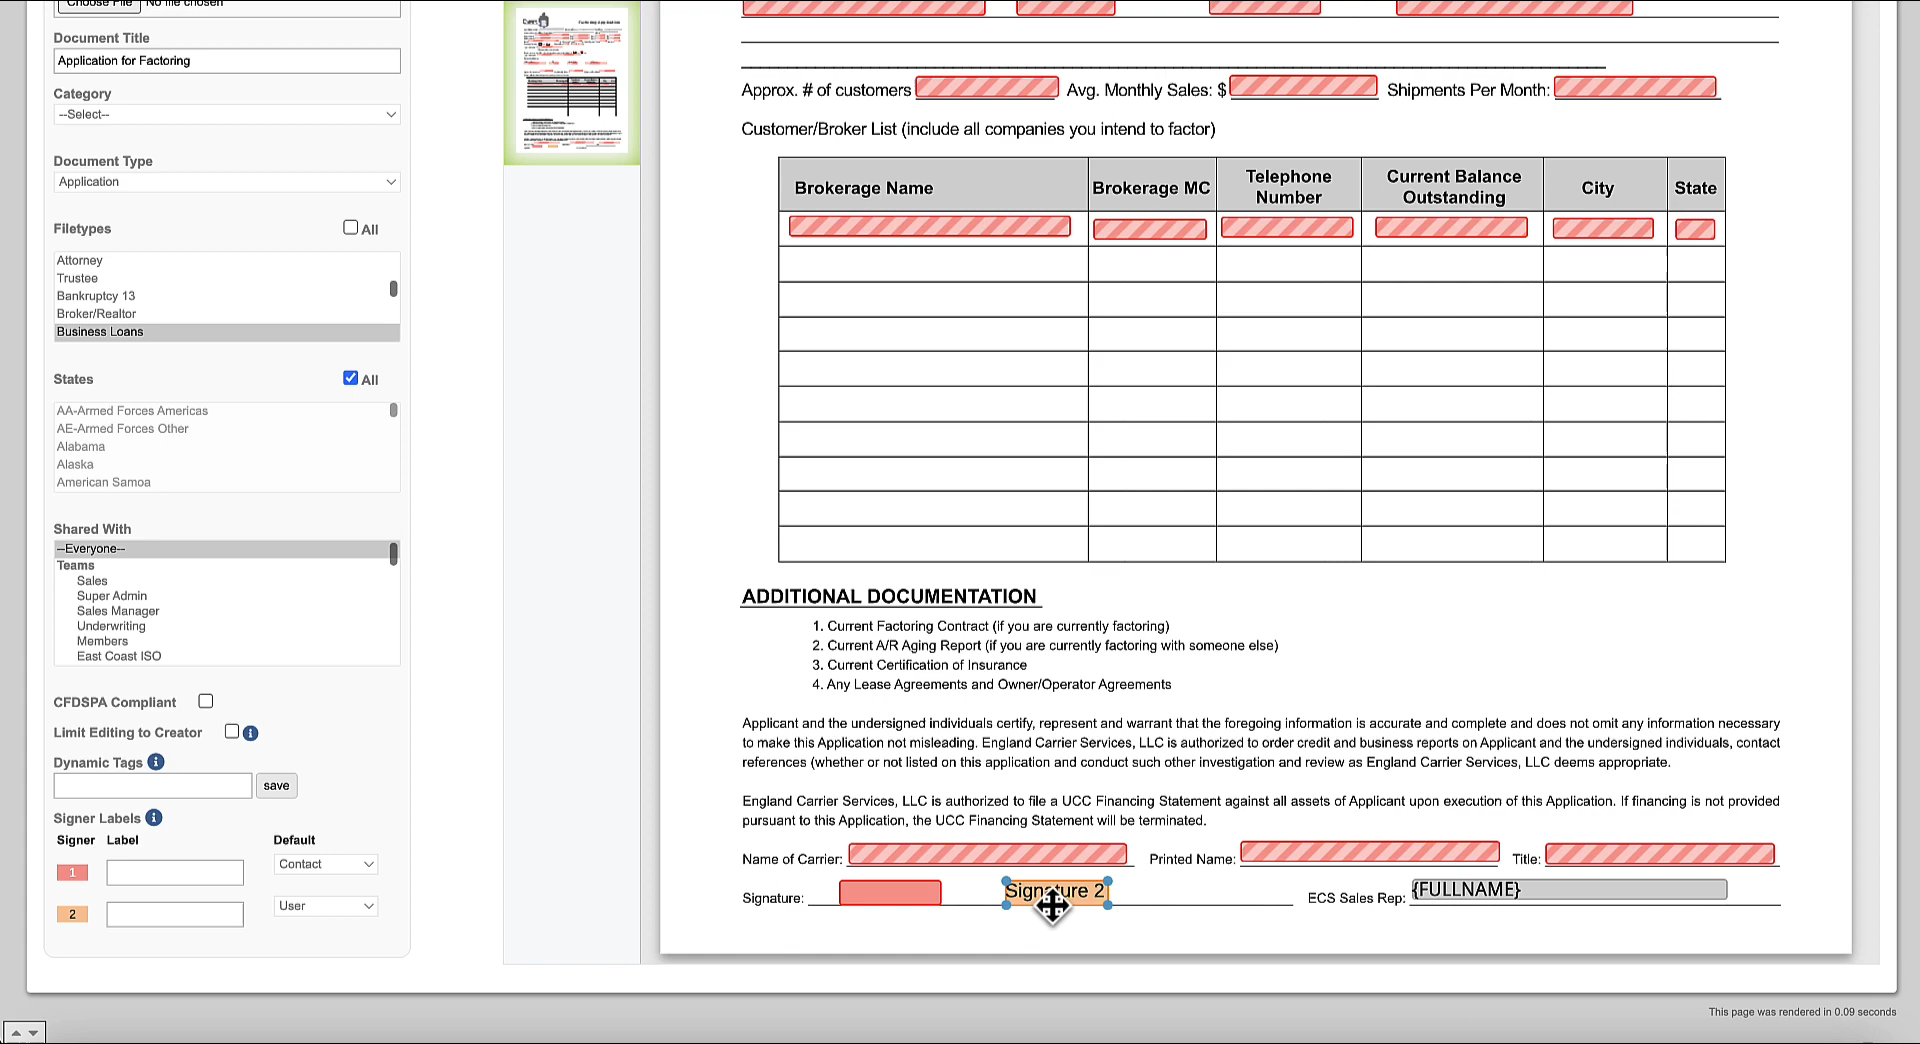 Choose File No file chosen
Document Title
Application for Factoring
Category
--Select--
Document Type
Application
Filetypes
All
Attorney
Trustee
Bankruptcy 13
Broker/Realtor
Business Loans
States
All
AA-Armed Forces Americas
AE-Armed Forces Other
Alabama
Alaska
American Samoa
Shared With
--Everyone--
Teams
Sales
Super Admin
Sales Manager
Underwriting
Members
East Coast ISO
CFDSPA Compliant
Limit Editing to Creator
Dynamic Tags
save
Signer Labels
Signer Label Default
1 Contact
2 User
Factoring Application
Approx. # of customers Avg. Monthly Sales: $ Shipments Per Month:
Customer/Broker List (include all companies you intend to factor)
Brokerage Name Brokerage MC Telephone Number Current Balance Outstanding City State
ADDITIONAL DOCUMENTATION
1. Current Factoring Contract (if you are currently factoring)
2. Current A/R Aging Report (if you are currently factoring with someone else)
3. Current Certification of Insurance
4. Any Lease Agreements and Owner/Operator Agreements
Applicant and the undersigned individuals certify, represent and warrant that the foregoing information is accurate and complete and does not omit any information necessary
to make this Application not misleading. England Carrier Services, LLC is authorized to order credit and business reports on Applicant and the undersigned individuals, contact
references (whether or not listed on this application and conduct such other investigation and review as England Carrier Services, LLC deems appropriate.
England Carrier Services, LLC is authorized to file a UCC Financing Statement against all assets of Applicant upon execution of this Application. If financing is not provided
pursuant to this Application, the UCC Financing Statement will be terminated.
Name of Carrier: Printed Name: Title:
Signature: Signature 2 ECS Sales Rep: {FULLNAME}
This page was rendered in 0.09 seconds